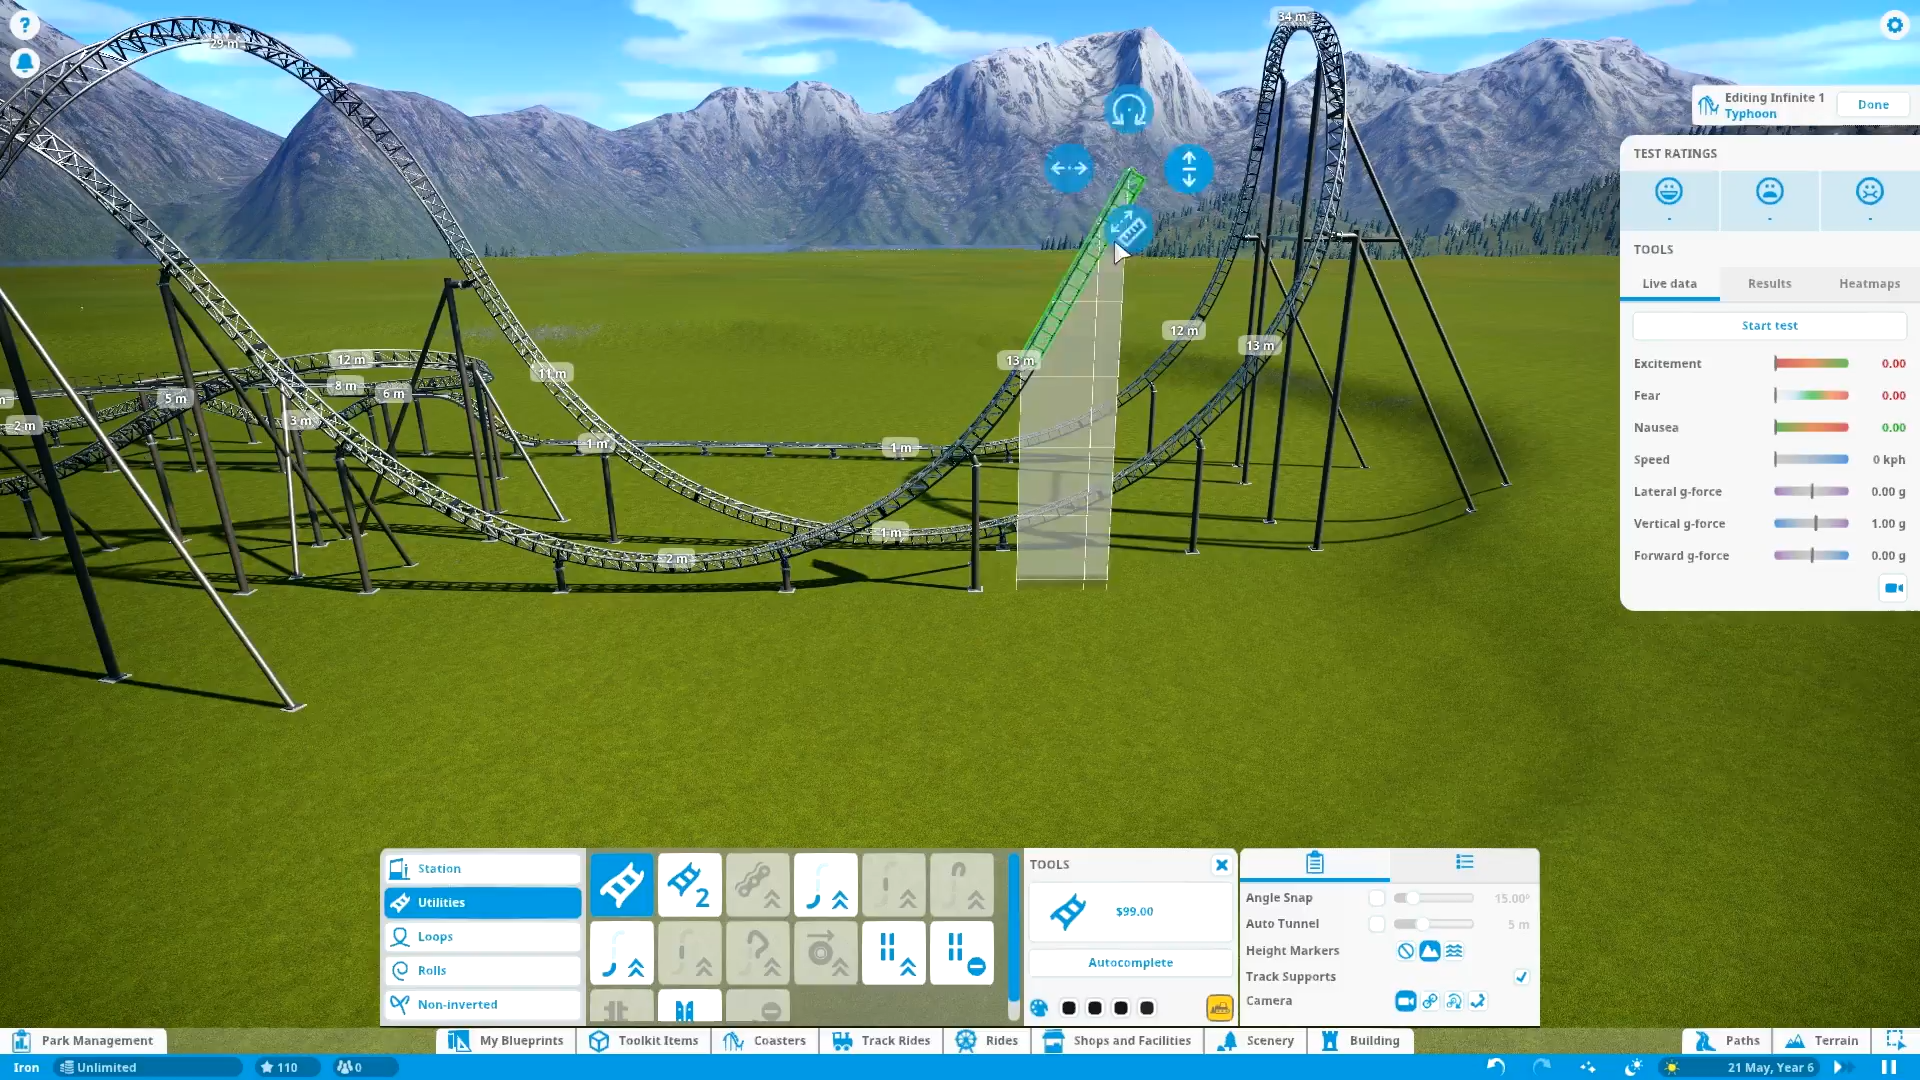 ?
29 m
34 m
Editing Infinite 1
Typhoon
Done
TEST RATINGS
-
-
-
TOOLS
Live data
Results
Heatmaps
Start test
Excitement
0.00
Fear
0.00
Nausea
0.00
Speed
0 kph
Lateral g-force
0.00 g
Vertical g-force
1.00 g
Forward g-force
0.00 g
12 m
13 m
13 m
12 m
11 m
8 m
6 m
5 m
3 m
2 m
1 m
1 m
1 m
2 m
Station
Utilities
Loops
Rolls
Non-inverted
2
TOOLS
$99.00
Autocomplete
Angle Snap
15.00°
Auto Tunnel
5 m
Height Markers
Track Supports
Camera
Park Management
My Blueprints
Toolkit Items
Coasters
Track Rides
Rides
Shops and Facilities
Scenery
Building
Paths
Terrain
Iron
Unlimited
110
0
21 May, Year 6